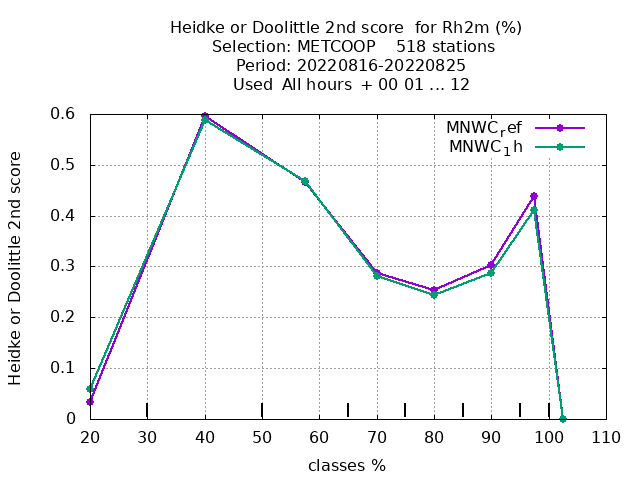 Heidke or Doolittle 2nd score  for Rh2m (%)
Selection: METCOOP    518 stations
Period: 20220816-20220825
Used  All hours  + 00 01 ... 12
MNWC_ref
MNWC_1h
Heidke or Doolittle 2nd score
0.6
0.5
0.4
0.3
0.2
0.1
0
20 30 40 50 60 70 80 90 100 110
classes %